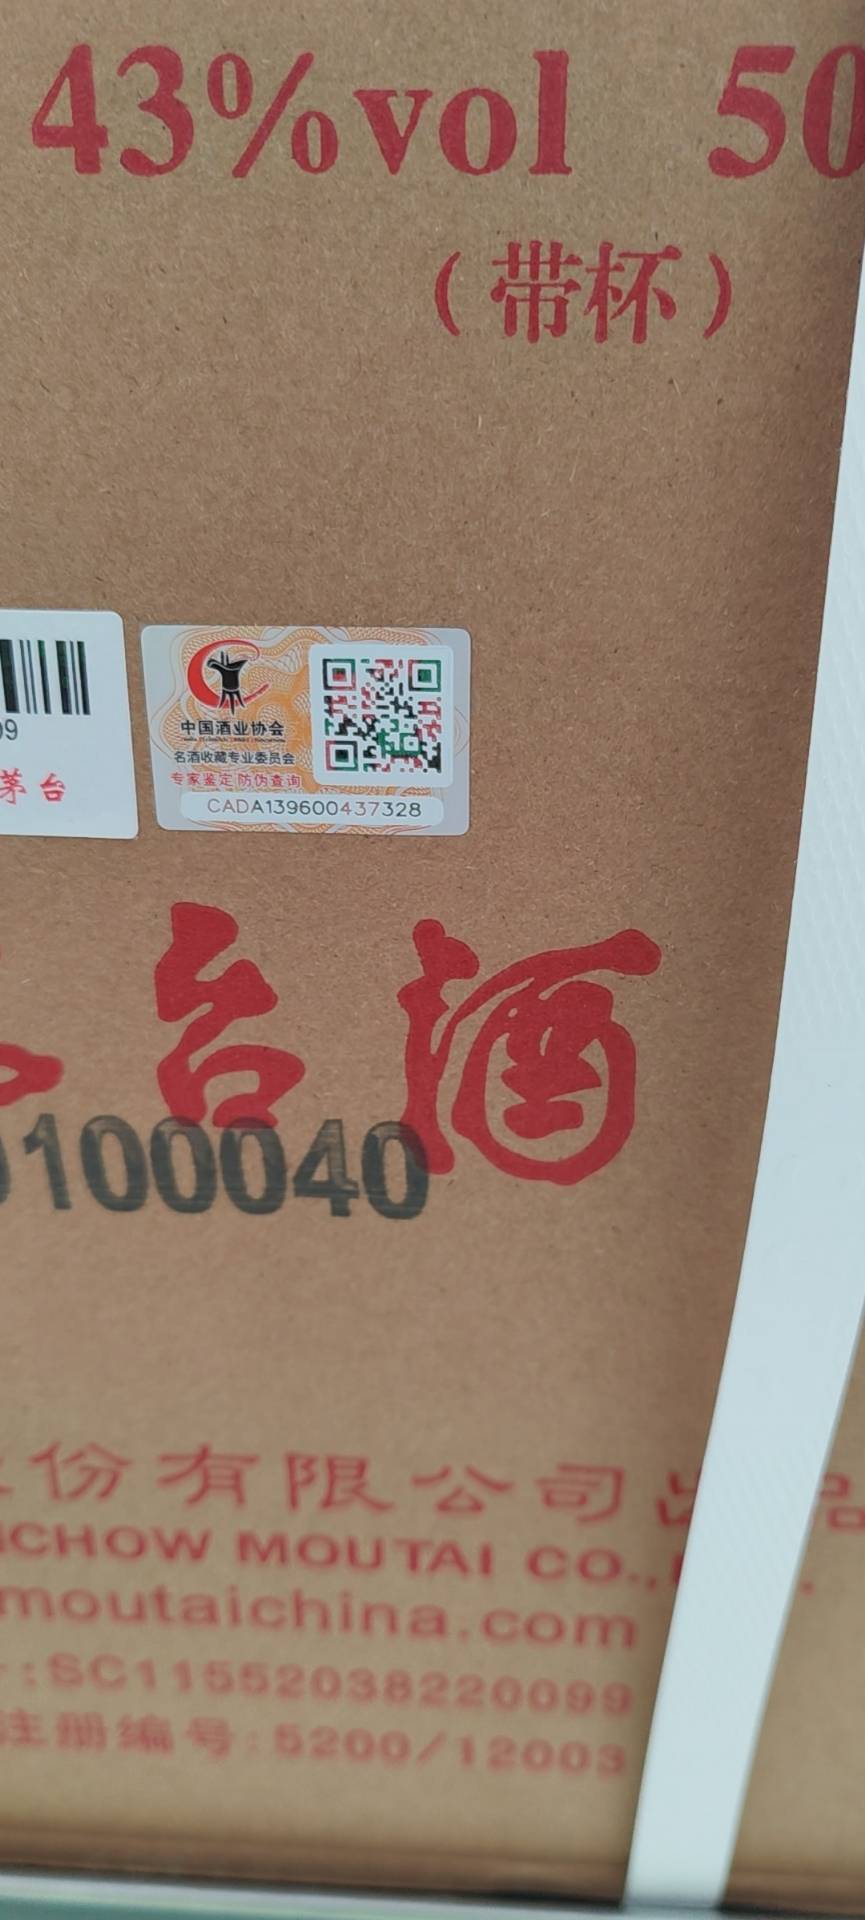 43%vol 50
（带杯）
09
茅台
中国酒业协会
名酒收藏专业委员会
专家鉴定 防伪查询
CADA139600437328
台酒
100040
份有限公司出品
CHOW MOUTAI CO.,
moutaichina.com
:SC11552038220099
注册编号:5200/12003